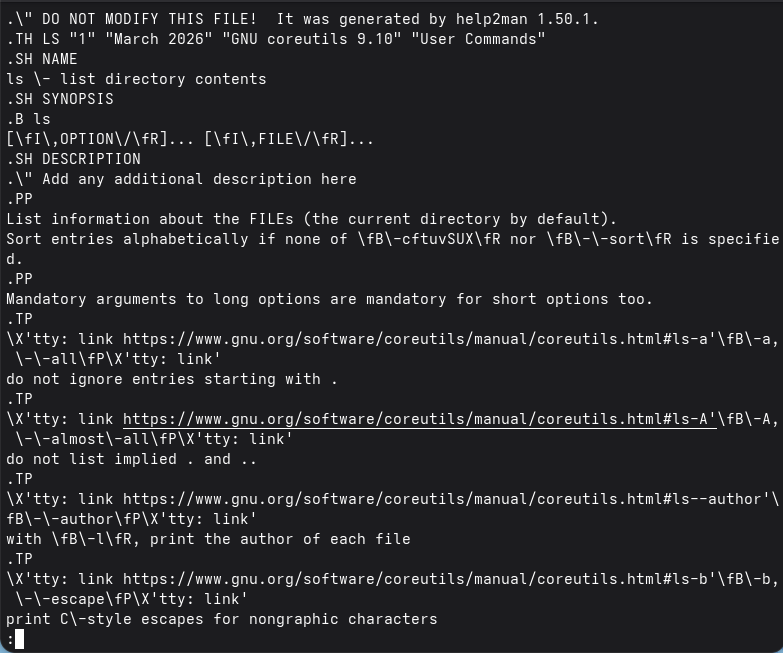 .\" DO NOT MODIFY THIS FILE!  It was generated by help2man 1.50.1.
.TH LS "1" "March 2026" "GNU coreutils 9.10" "User Commands"
.SH NAME
ls \- list directory contents
.SH SYNOPSIS
.B ls
[\fI\,OPTION\/\fR]... [\fI\,FILE\/\fR]...
.SH DESCRIPTION
.\" Add any additional description here
.PP
List information about the FILEs (the current directory by default).
Sort entries alphabetically if none of \fB\-cftuvSUX\fR nor \fB\-\-sort\fR is specifie
d.
.PP
Mandatory arguments to long options are mandatory for short options too.
.TP
\X'tty: link https://www.gnu.org/software/coreutils/manual/coreutils.html#ls-a'\fB\-a,
 \-\-all\fP\X'tty: link'
do not ignore entries starting with .
.TP
\X'tty: link https://www.gnu.org/software/coreutils/manual/coreutils.html#ls-A'\fB\-A,
 \-\-almost\-all\fP\X'tty: link'
do not list implied . and ..
.TP
\X'tty: link https://www.gnu.org/software/coreutils/manual/coreutils.html#ls--author'\
fB\-\-author\fP\X'tty: link'
with \fB\-l\fR, print the author of each file
.TP
\X'tty: link https://www.gnu.org/software/coreutils/manual/coreutils.html#ls-b'\fB\-b,
 \-\-escape\fP\X'tty: link'
print C\-style escapes for nongraphic characters
: